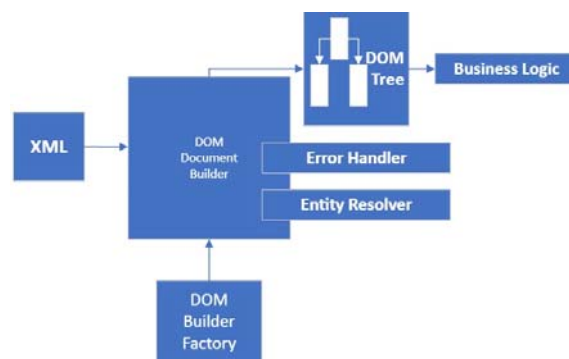 DOM
Tree
Business Logic
XML
DOM
Document
Builder
Error Handler
Entity Resolver
DOM
Builder
Factory